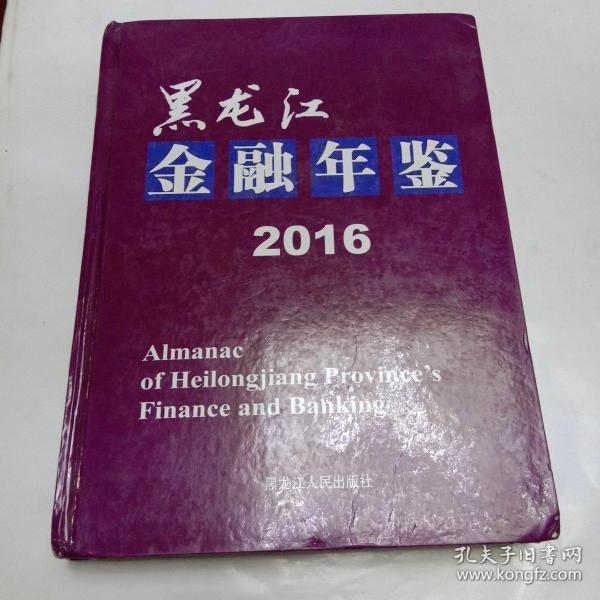 黑龙江
金融年鉴
2016
Almanac
of Heilongjiang Province's
Finance and Banking
黑龙江人民出版社
孔夫子旧书网
www.kongfz.com